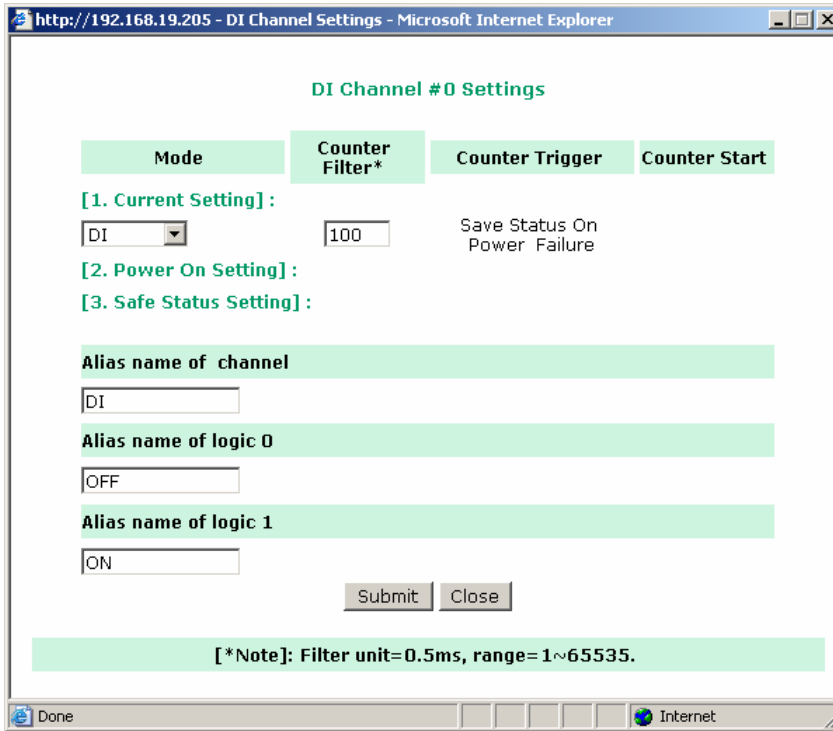 http://192.168.19.205 - DI Channel Settings - Microsoft Internet Explorer
DI Channel #0 Settings
Mode
Counter
Filter*
Counter Trigger
Counter Start
[1. Current Setting] :
DI
100
Save Status On
Power Failure
[2. Power On Setting] :
[3. Safe Status Setting] :
Alias name of channel
DI
Alias name of logic 0
OFF
Alias name of logic 1
ON
Submit
Close
[*Note]: Filter unit=0.5ms, range=1~65535.
Done
Internet